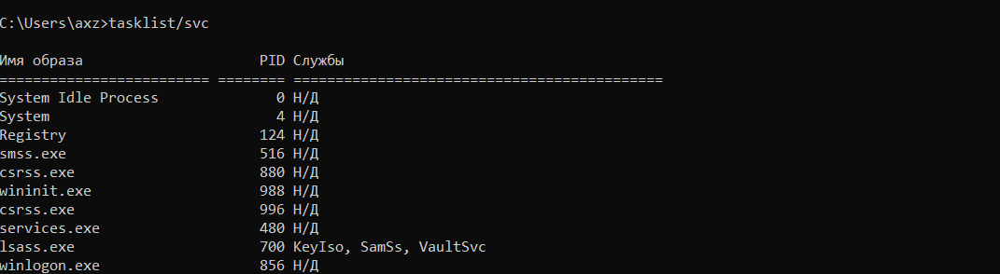 C:\Users\axz>tasklist/svc
Имя образа                     PID Службы
========================= ======== ============================================
System Idle Process              0 Н/Д
System                           4 Н/Д
Registry                       124 Н/Д
smss.exe                       516 Н/Д
csrss.exe                      880 Н/Д
wininit.exe                    988 Н/Д
csrss.exe                      996 Н/Д
services.exe                   480 Н/Д
lsass.exe                      700 KeyIso, SamSs, VaultSvc
winlogon.exe                   856 Н/Д